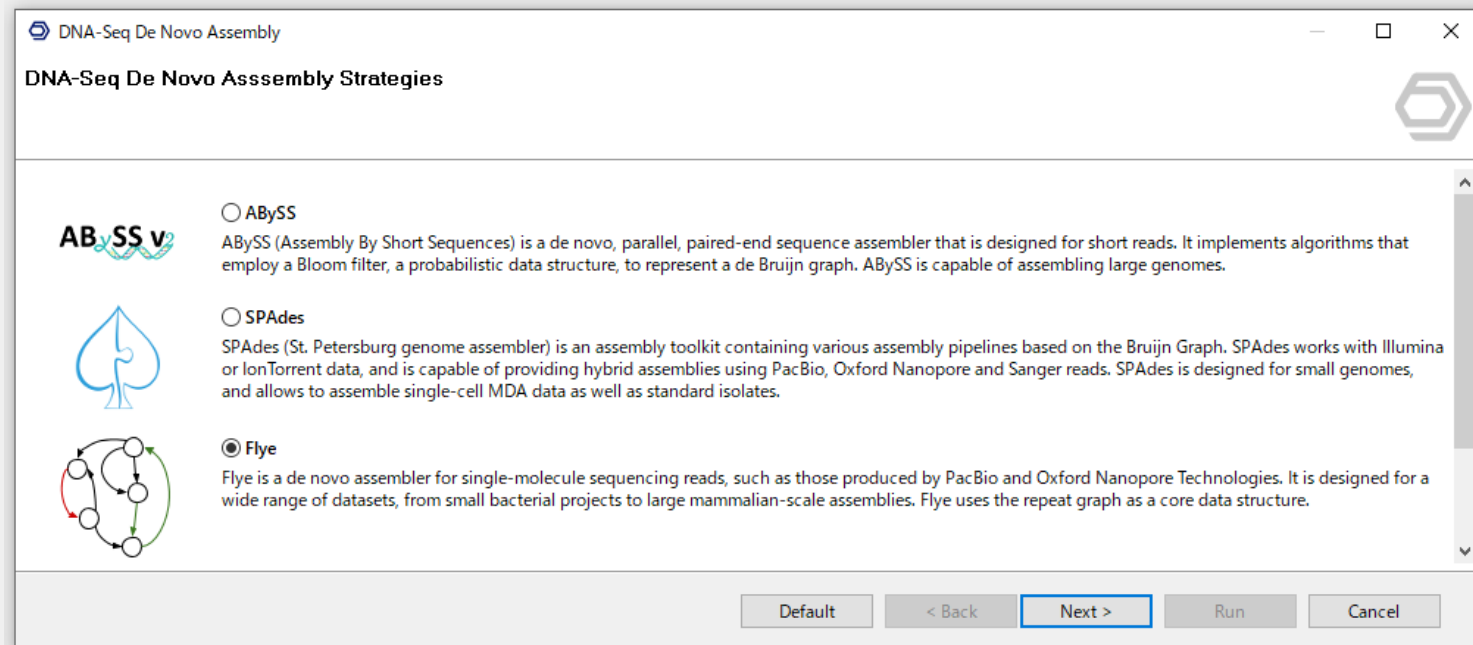 DNA-Seq De Novo Assembly
DNA-Seq De Novo Asssembly Strategies
ABySS v2
ABySS
ABySS (Assembly By Short Sequences) is a de novo, parallel, paired-end sequence assembler that is designed for short reads. It implements algorithms that
employ a Bloom filter, a probabilistic data structure, to represent a de Bruijn graph. ABySS is capable of assembling large genomes.
SPAdes
SPAdes (St. Petersburg genome assembler) is an assembly toolkit containing various assembly pipelines based on the Bruijn Graph. SPAdes works with Illumina
or IonTorrent data, and is capable of providing hybrid assemblies using PacBio, Oxford Nanopore and Sanger reads. SPAdes is designed for small genomes,
and allows to assemble single-cell MDA data as well as standard isolates.
Flye
Flye is a de novo assembler for single-molecule sequencing reads, such as those produced by PacBio and Oxford Nanopore Technologies. It is designed for a
wide range of datasets, from small bacterial projects to large mammalian-scale assemblies. Flye uses the repeat graph as a core data structure.
Default
< Back
Next >
Run
Cancel